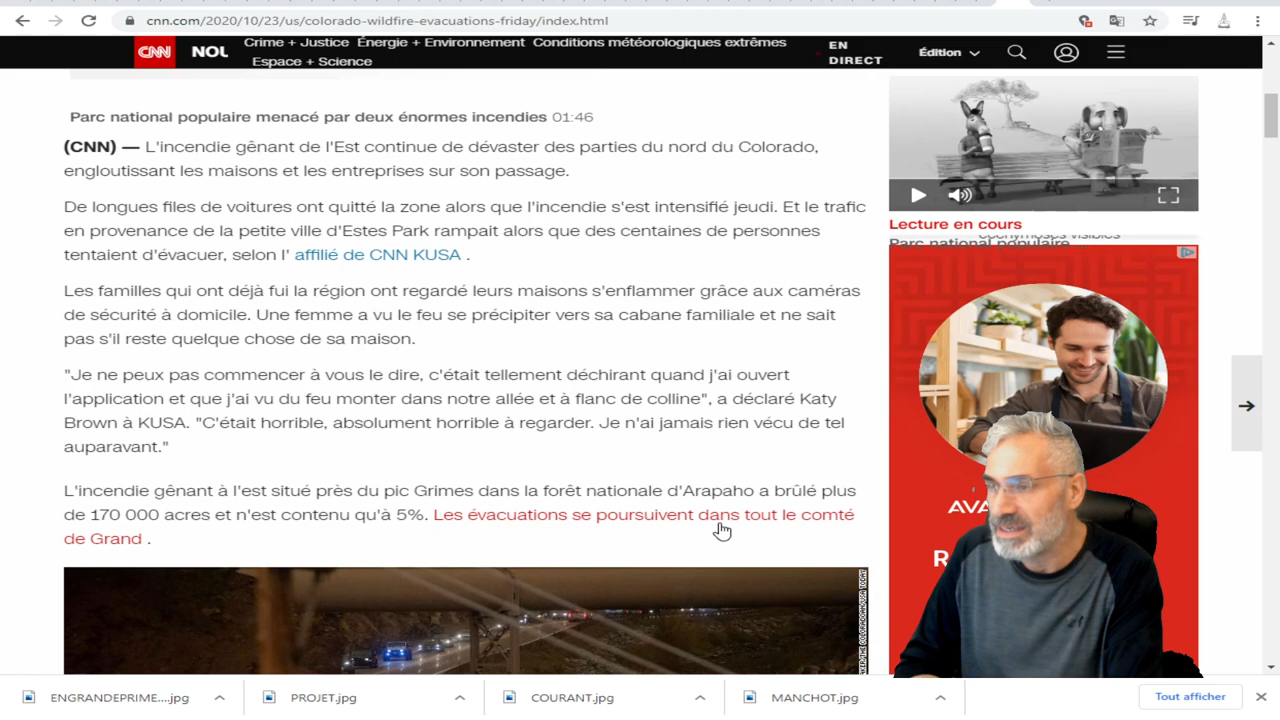 cnn.com/2020/10/23/us/colorado-wildfire-evacuations-friday/index.html
CNN NOL Crime + Justice Énergie + Environnement Conditions météorologiques extrêmes
Espace + Science
EN
DIRECT
Édition
Parc national populaire menacé par deux énormes incendies 01:46
(CNN) — L'incendie gênant de l'Est continue de dévaster des parties du nord du Colorado,
engloutissant les maisons et les entreprises sur son passage.
De longues files de voitures ont quitté la zone alors que l'incendie s'est intensifié jeudi. Et le trafic
en provenance de la petite ville d'Estes Park rampait alors que des centaines de personnes
tentaient d'évacuer, selon l' affilié de CNN KUSA .
Les familles qui ont déjà fui la région ont regardé leurs maisons s'enflammer grâce aux caméras
de sécurité à domicile. Une femme a vu le feu se précipiter vers sa cabane familiale et ne sait
pas s'il reste quelque chose de sa maison.
"Je ne peux pas commencer à vous le dire, c'était tellement déchirant quand j'ai ouvert
l'application et que j'ai vu du feu monter dans notre allée et à flanc de colline", a déclaré Katy
Brown à KUSA. "C'était horrible, absolument horrible à regarder. Je n'ai jamais rien vécu de tel
auparavant."
L'incendie gênant à l'est situé près du pic Grimes dans la forêt nationale d'Arapaho a brûlé plus
de 170 000 acres et n'est contenu qu'à 5%. Les évacuations se poursuivent dans tout le comté
de Grand .
Lecture en cours
Parc national populaire
AVA
R
ENGRANDEPRIME....jpg
PROJET.jpg
COURANT.jpg
MANCHOT.jpg
Tout afficher